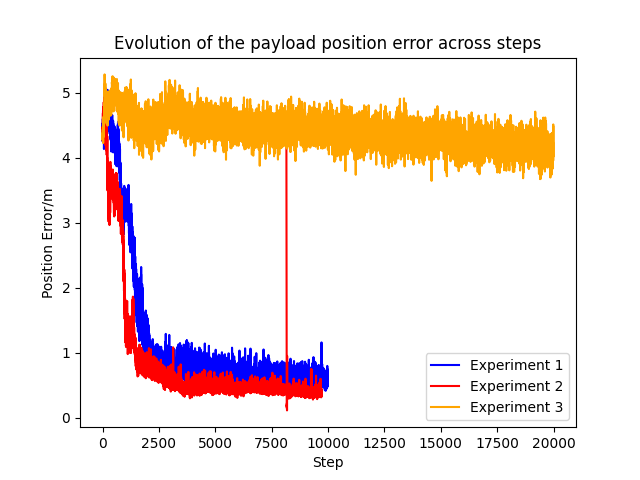 Evolution of the payload position error across steps
Position Error/m
5
4
3
2
1
0
0 2500 5000 7500 10000 12500 15000 17500 20000
Step
Experiment 1
Experiment 2
Experiment 3